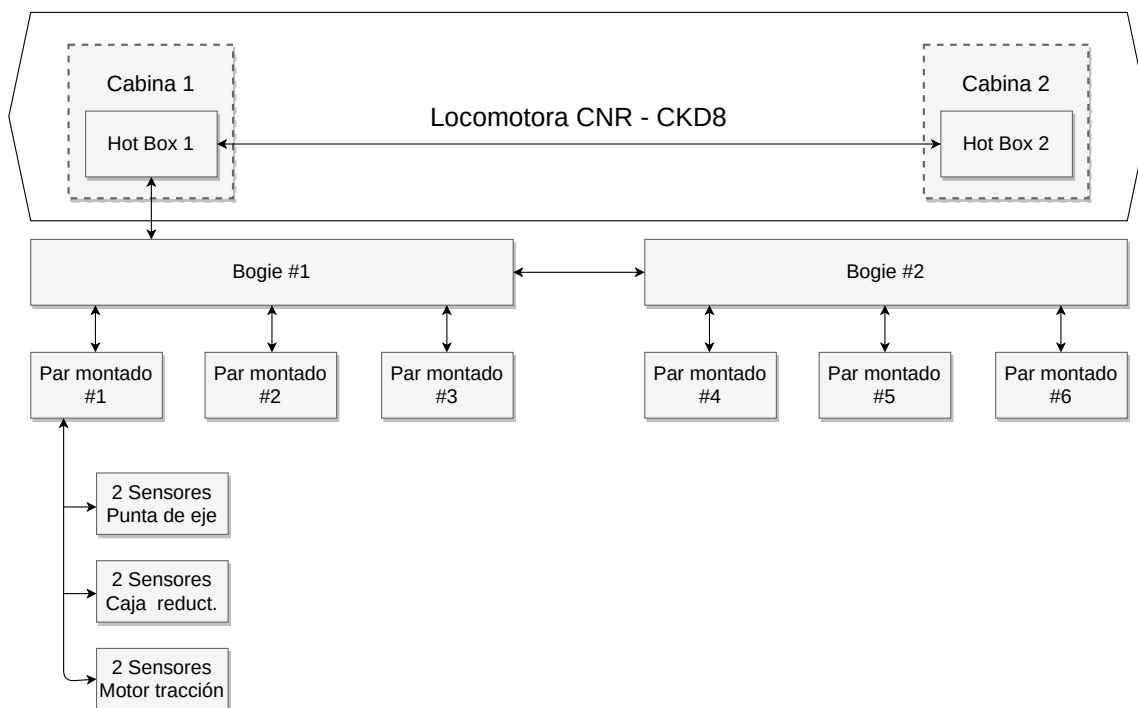 Cabina 1
Cabina 2
Locomotora CNR - CKD8
Hot Box 1
Hot Box 2
Bogie #1
Bogie #2
Par montado
#1
Par montado
#2
Par montado
#3
Par montado
#4
Par montado
#5
Par montado
#6
2 Sensores
Punta de eje
2 Sensores
Caja reduct.
2 Sensores
Motor tracción